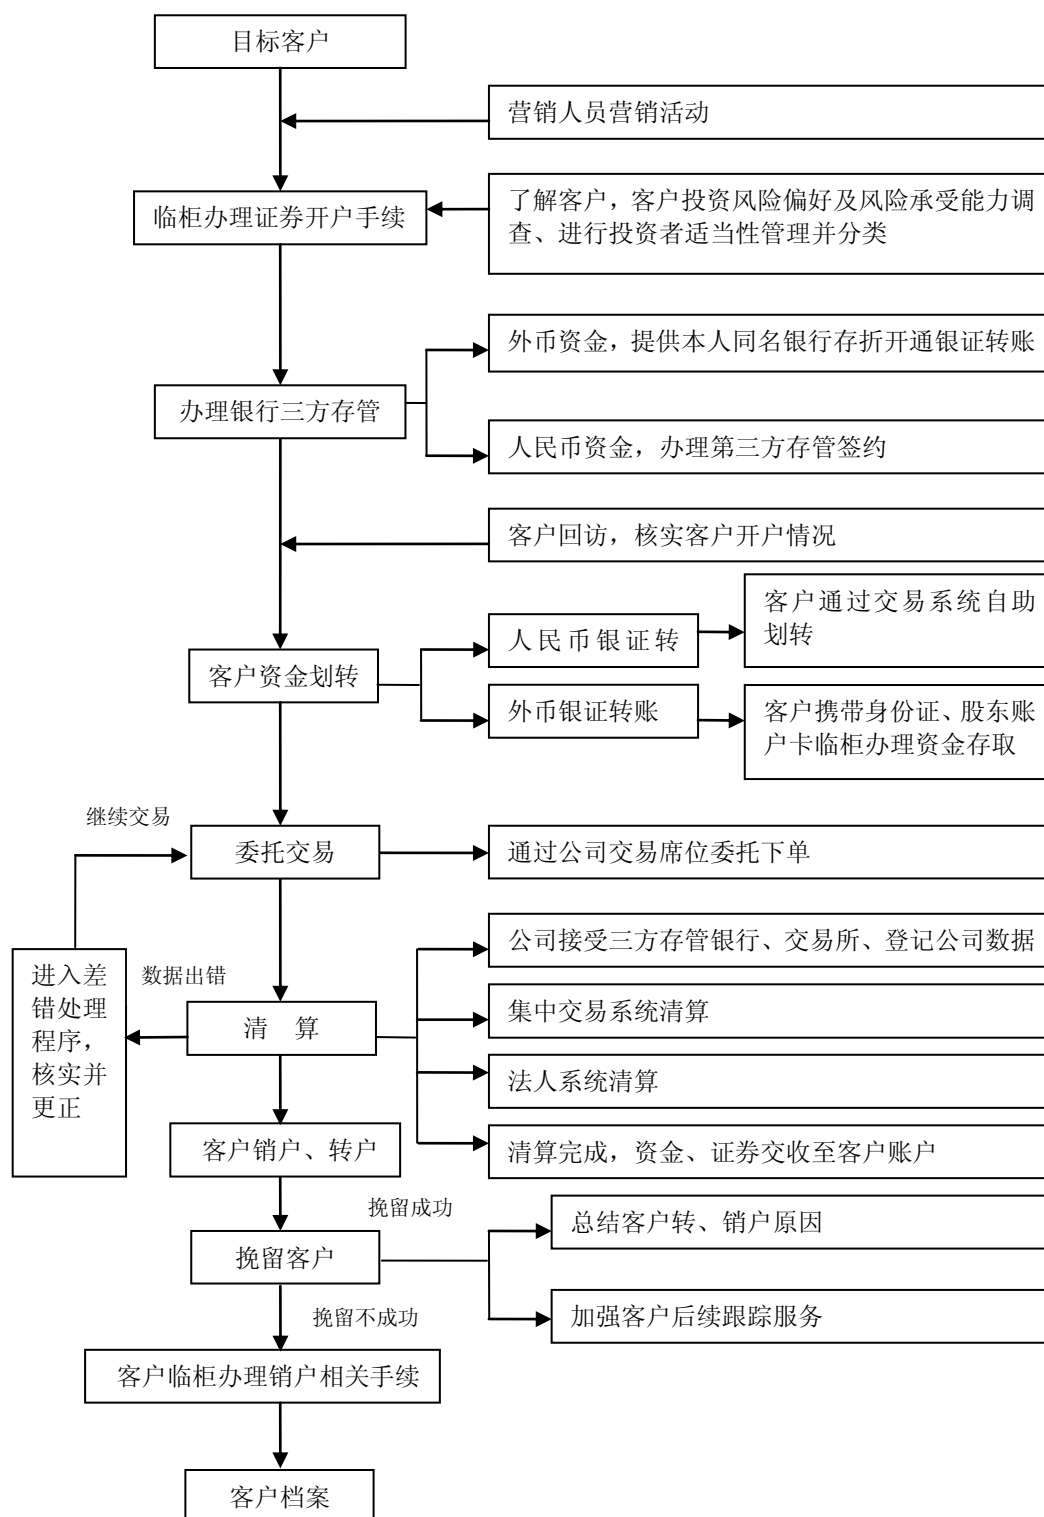 目标客户
营销人员营销活动
临柜办理证券开户手续
了解客户，客户投资风险偏好及风险承受能力调
查、进行投资者适当性管理并分类
外币资金，提供本人同名银行存折开通银证转账
办理银行三方存管
人民币资金，办理第三方存管签约
客户回访，核实客户开户情况
客户资金划转
人民币银证转
客户通过交易系统自助
划转
外币银证转账
客户携带身份证、股东账
户卡临柜办理资金存取
继续交易
委托交易
通过公司交易席位委托下单
进入差
错处理
程序，
核实并
更正
数据出错
清 算
公司接受三方存管银行、交易所、登记公司数据
集中交易系统清算
法人系统清算
清算完成，资金、证券交收至客户账户
客户销户、转户
挽留成功
挽留客户
总结客户转、销户原因
加强客户后续跟踪服务
挽留不成功
客户临柜办理销户相关手续
客户档案